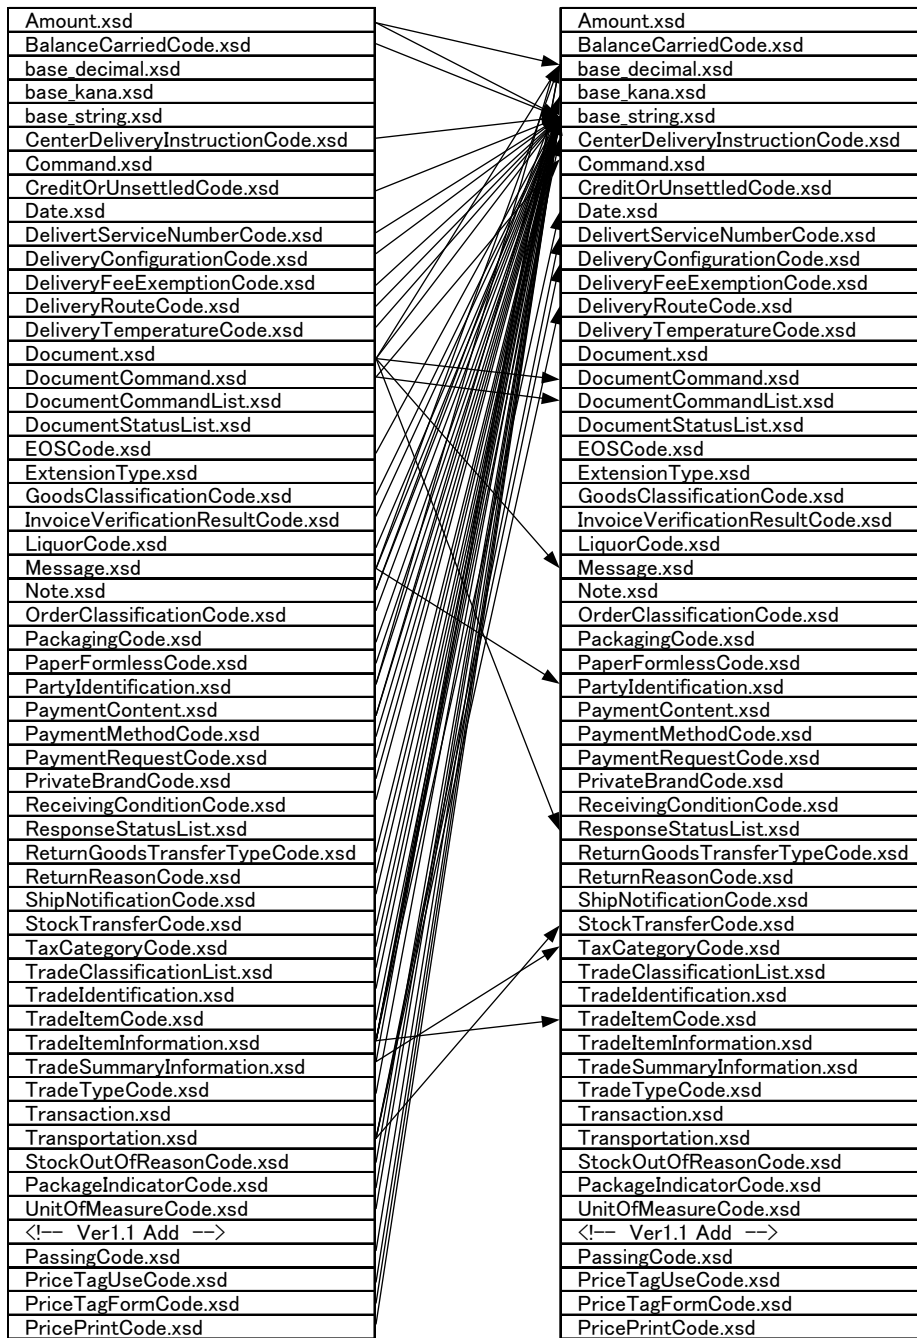 Amount.xsd
BalanceCarriedCode.xsd
base_decimal.xsd
base_kana.xsd
base_string.xsd
CenterDeliveryInstructionCode.xsd
Command.xsd
CreditOrUnsettledCode.xsd
Date.xsd
DelivertServiceNumberCode.xsd
DeliveryConfigurationCode.xsd
DeliveryFeeExemptionCode.xsd
DeliveryRouteCode.xsd
DeliveryTemperatureCode.xsd
Document.xsd
DocumentCommand.xsd
DocumentCommandList.xsd
DocumentStatusList.xsd
EOSCode.xsd
ExtensionType.xsd
GoodsClassificationCode.xsd
InvoiceVerificationResultCode.xsd
LiquorCode.xsd
Message.xsd
Note.xsd
OrderClassificationCode.xsd
PackagingCode.xsd
PaperFormlessCode.xsd
PartyIdentification.xsd
PaymentContent.xsd
PaymentMethodCode.xsd
PaymentRequestCode.xsd
PrivateBrandCode.xsd
ReceivingConditionCode.xsd
ResponseStatusList.xsd
ReturnGoodsTransferTypeCode.xsd
ReturnReasonCode.xsd
ShipNotificationCode.xsd
StockTransferCode.xsd
TaxCategoryCode.xsd
TradeClassificationList.xsd
TradeIdentification.xsd
TradeItemCode.xsd
TradeItemInformation.xsd
TradeSummaryInformation.xsd
TradeTypeCode.xsd
Transaction.xsd
Transportation.xsd
StockOutOfReasonCode.xsd
PackageIndicatorCode.xsd
UnitOfMeasureCode.xsd
<!-- Ver1.1 Add -->
PassingCode.xsd
PriceTagUseCode.xsd
PriceTagFormCode.xsd
PricePrintCode.xsd
Amount.xsd
BalanceCarriedCode.xsd
base_decimal.xsd
base_kana.xsd
base_string.xsd
CenterDeliveryInstructionCode.xsd
Command.xsd
CreditOrUnsettledCode.xsd
Date.xsd
DelivertServiceNumberCode.xsd
DeliveryConfigurationCode.xsd
DeliveryFeeExemptionCode.xsd
DeliveryRouteCode.xsd
DeliveryTemperatureCode.xsd
Document.xsd
DocumentCommand.xsd
DocumentCommandList.xsd
DocumentStatusList.xsd
EOSCode.xsd
ExtensionType.xsd
GoodsClassificationCode.xsd
InvoiceVerificationResultCode.xsd
LiquorCode.xsd
Message.xsd
Note.xsd
OrderClassificationCode.xsd
PackagingCode.xsd
PaperFormlessCode.xsd
PartyIdentification.xsd
PaymentContent.xsd
PaymentMethodCode.xsd
PaymentRequestCode.xsd
PrivateBrandCode.xsd
ReceivingConditionCode.xsd
ResponseStatusList.xsd
ReturnGoodsTransferTypeCode.xsd
ReturnReasonCode.xsd
ShipNotificationCode.xsd
StockTransferCode.xsd
TaxCategoryCode.xsd
TradeClassificationList.xsd
TradeIdentification.xsd
TradeItemCode.xsd
TradeItemInformation.xsd
TradeSummaryInformation.xsd
TradeTypeCode.xsd
Transaction.xsd
Transportation.xsd
StockOutOfReasonCode.xsd
PackageIndicatorCode.xsd
UnitOfMeasureCode.xsd
<!-- Ver1.1 Add -->
PassingCode.xsd
PriceTagUseCode.xsd
PriceTagFormCode.xsd
PricePrintCode.xsd